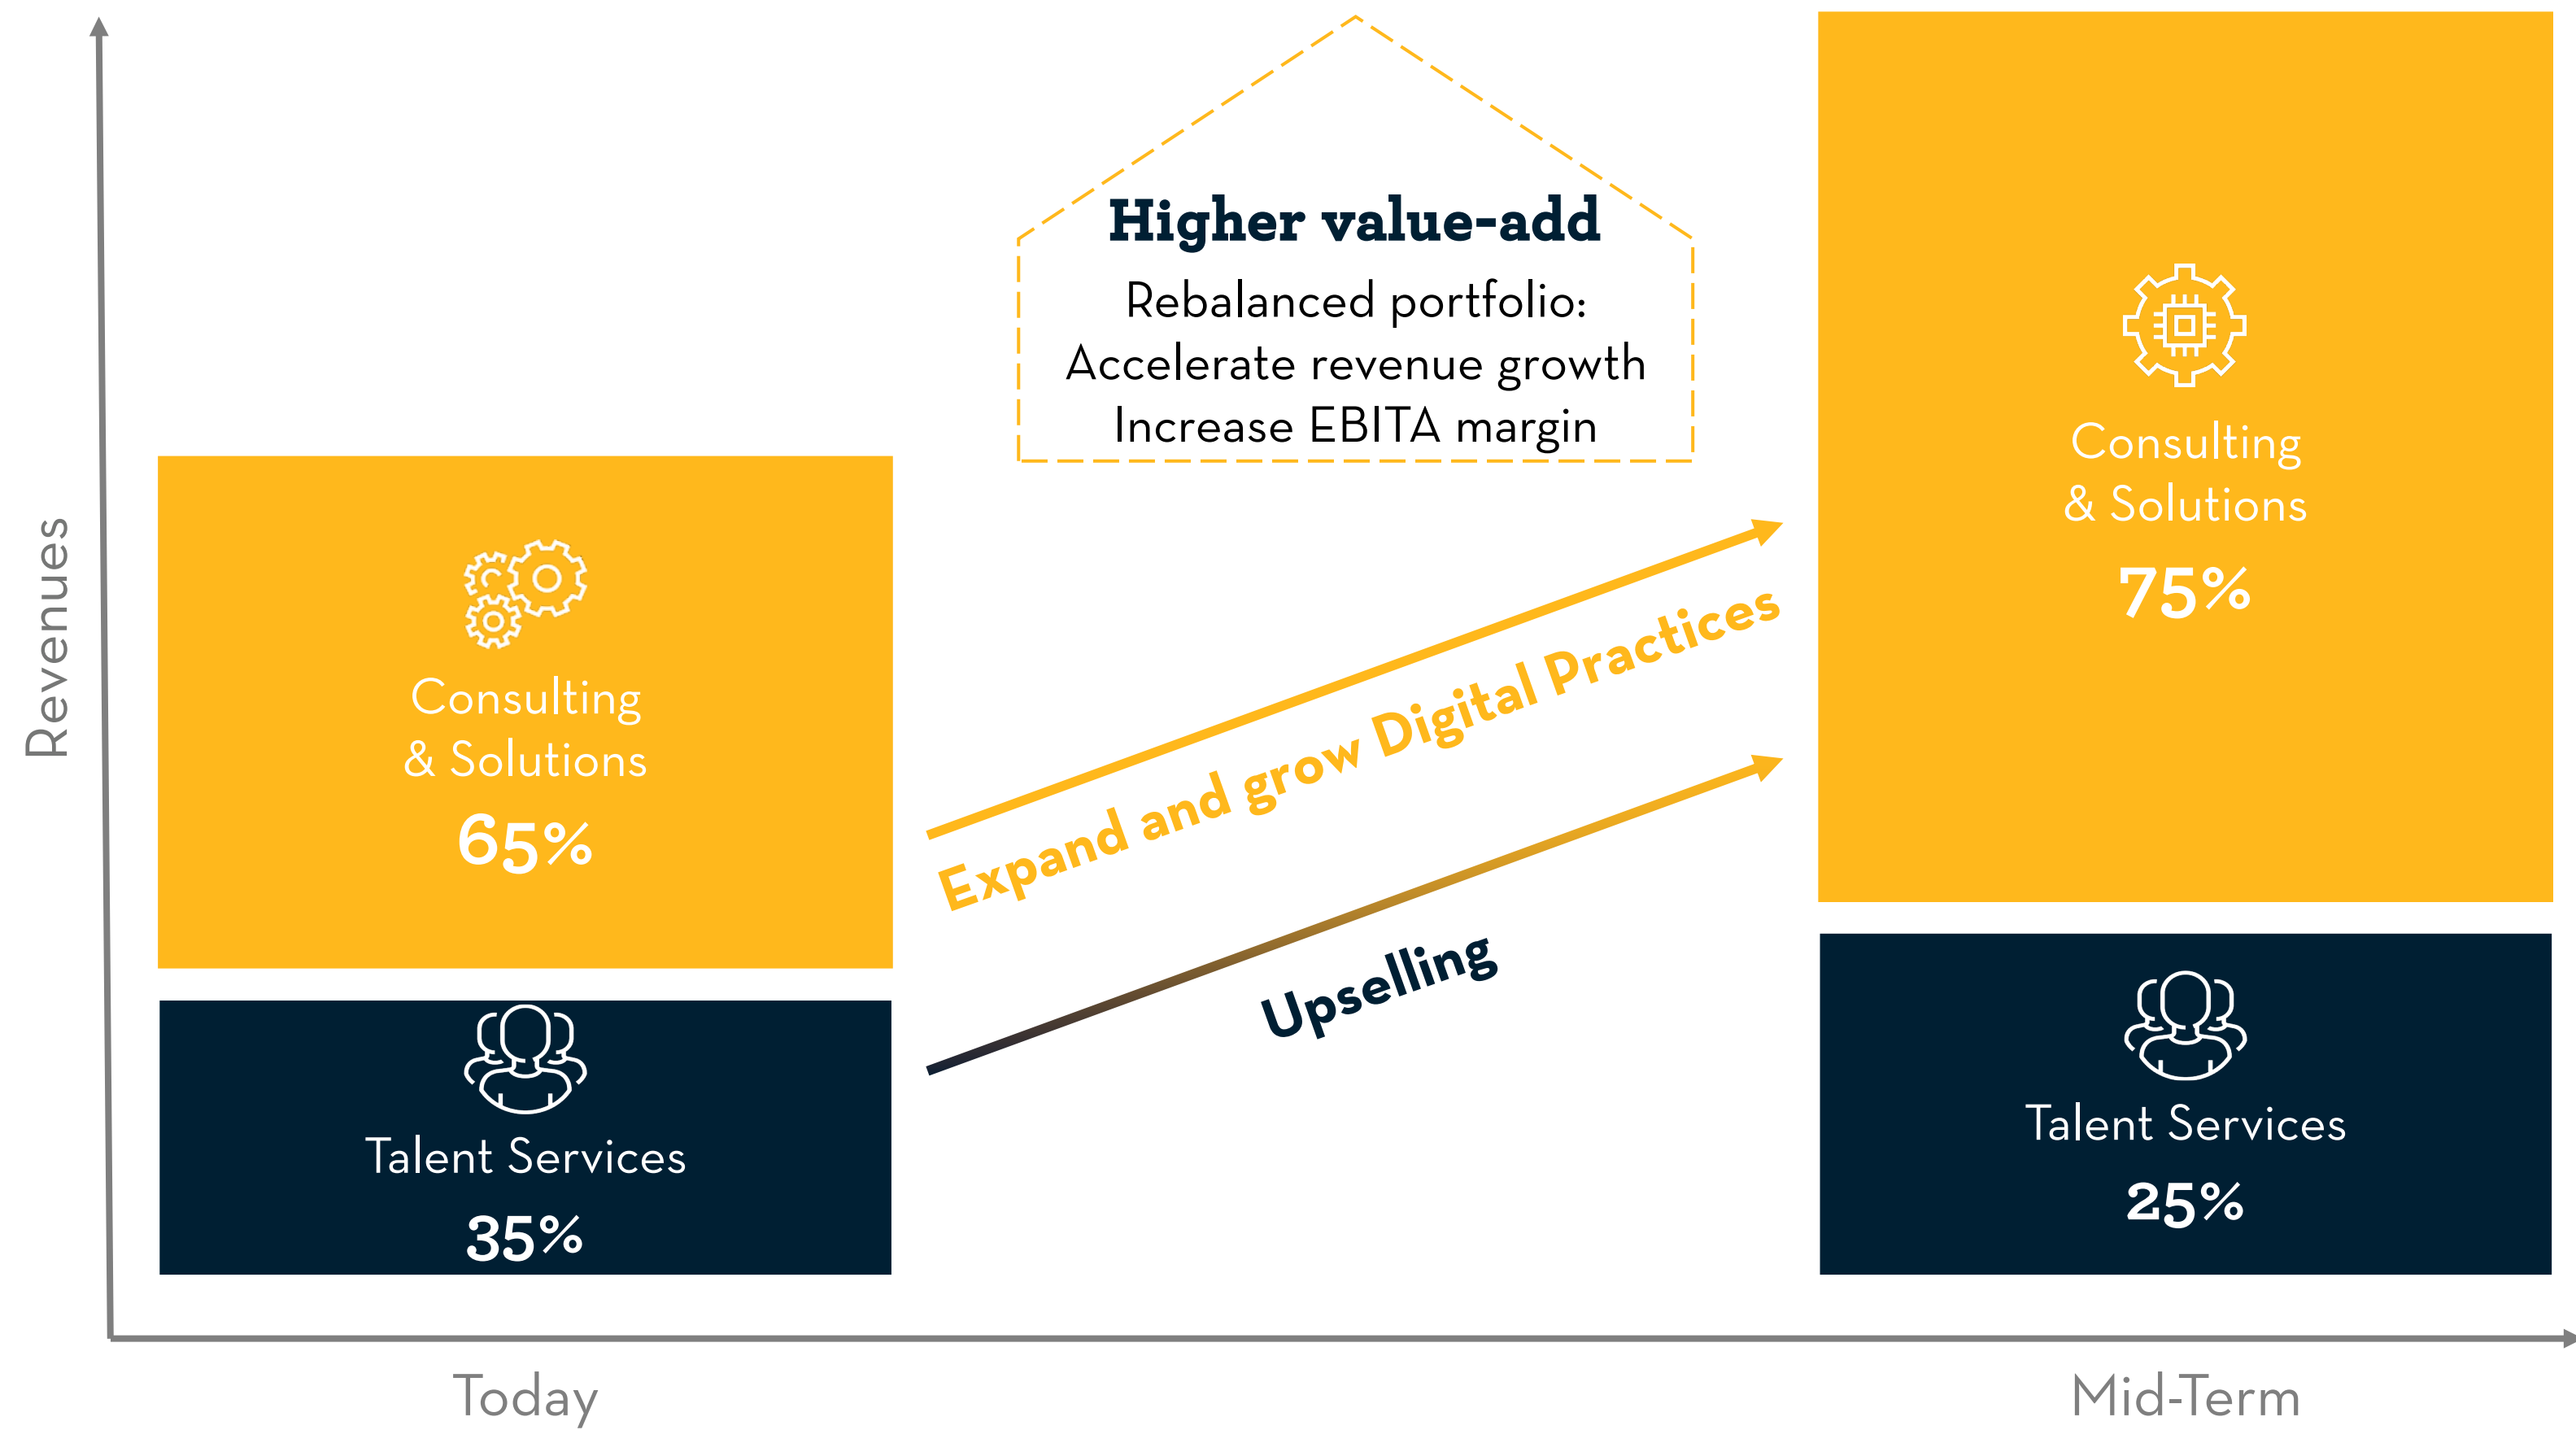 Revenues
Higher value-add
Rebalanced portfolio:
Accelerate revenue growth
Increase EBITA margin
Consulting
& Solutions
65%
Talent Services
35%
Expand and grow Digital Practices
Upselling
Consulting
& Solutions
75%
Talent Services
25%
Today
Mid-Term